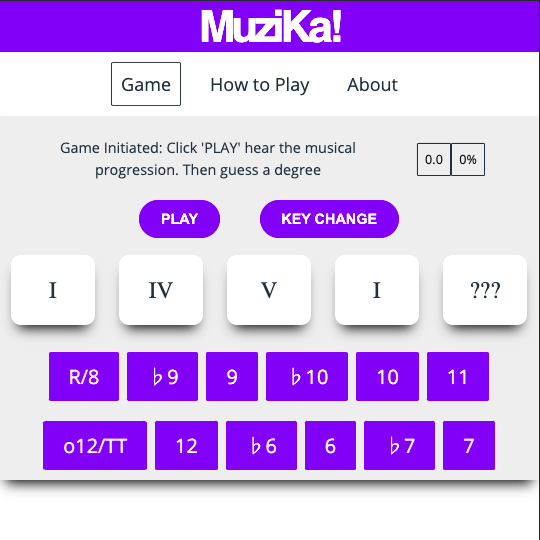 MuziKa!
Game How to Play About
Game Initiated: Click 'PLAY' hear the musical
progression. Then guess a degree
0.0 0%
PLAY KEY CHANGE
I IV V I ???
R/8 ♭9 9 ♭10 10 11
o12/TT 12 ♭6 6 ♭7 7